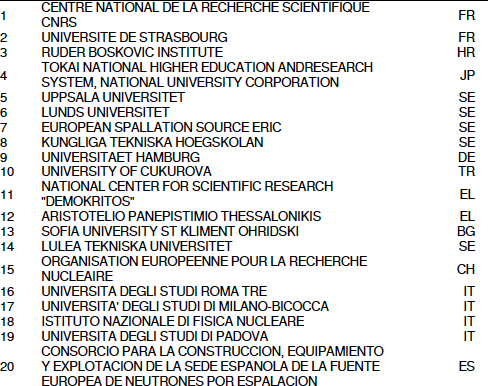 CENTRE NATIONAL DE LA RECHERCHE SCIENTIFIQUE
1 CNRS FR
2 UNIVERSITE DE STRASBOURG FR
3 RUDER BOSKOVIC INSTITUTE HR
TOKAI NATIONAL HIGHER EDUCATION ANDRESEARCH
4 SYSTEM, NATIONAL UNIVERSITY CORPORATION JP
5 UPPSALA UNIVERSITET SE
6 LUNDS UNIVERSITET SE
7 EUROPEAN SPALLATION SOURCE ERIC SE
8 KUNGLIGA TEKNISKA HOEGSKOLAN SE
9 UNIVERSITAET HAMBURG DE
10 UNIVERSITY OF CUKUROVA TR
NATIONAL CENTER FOR SCIENTIFIC RESEARCH
11 "DEMOKRITOS" EL
12 ARISTOTELIO PANEPISTIMIO THESSALONIKIS EL
13 SOFIA UNIVERSITY ST KLIMENT OHRIDSKI BG
14 LULEA TEKNISKA UNIVERSITET SE
ORGANISATION EUROPEENNE POUR LA RECHERCHE
15 NUCLEAIRE CH
16 UNIVERSITA DEGLI STUDI ROMA TRE IT
17 UNIVERSITA' DEGLI STUDI DI MILANO-BICOCCA IT
18 ISTITUTO NAZIONALE DI FISICA NUCLEARE IT
19 UNIVERSITA DEGLI STUDI DI PADOVA IT
CONSORCIO PARA LA CONSTRUCCION, EQUIPAMIENTO
20 Y EXPLOTACION DE LA SEDE ESPANOLA DE LA FUENTE ES
EUROPEA DE NEUTRONES POR ESPALACION